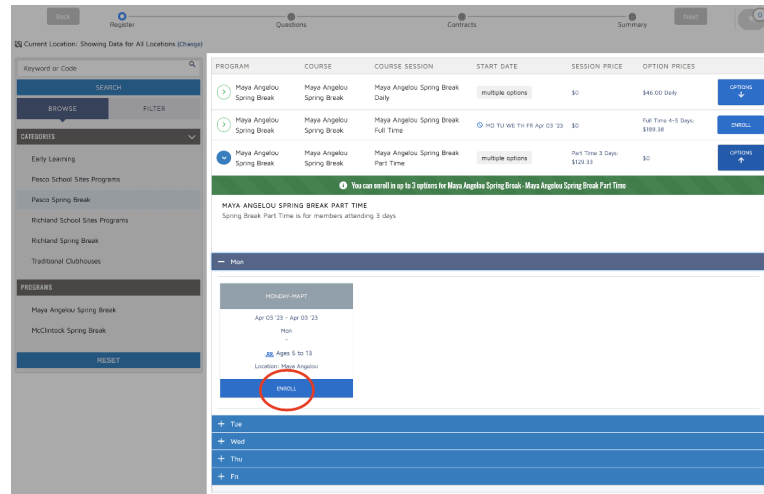 Back
Register
Questions
Contracts
Summary
Next
0
Current Location: Showing Data for All Locations (Change)
Keyword or Code
SEARCH
BROWSE
FILTER
CATEGORIES
Early Learning
Pasco School Sites Programs
Pasco Spring Break
Richland School Sites Programs
Richland Spring Break
Traditional Clubhouses
PROGRAMS
Maya Angelou Spring Break
McClintock Spring Break
RESET
PROGRAM COURSE COURSE SESSION START DATE SESSION PRICE OPTION PRICES
Maya Angelou Maya Angelou Maya Angelou Spring Break multiple options $0 $46.00 Daily OPTIONS
Spring Break Spring Break Daily
Maya Angelou Maya Angelou Maya Angelou Spring Break MO TU WE TH FR Apr 03 '23 $0 Full Time 4-5 Days: ENROLL
Spring Break Spring Break Full Time $199.38
Maya Angelou Maya Angelou Maya Angelou Spring Break multiple options Part Time 3 Days: $0 OPTIONS
Spring Break Spring Break Part Time $129.33
You can enroll in up to 3 options for Maya Angelou Spring Break - Maya Angelou Spring Break Part Time
MAYA ANGELOU SPRING BREAK PART TIME
Spring Break Part Time is for members attending 3 days
Mon
MONDAY-MAPT
Apr 03 '23 - Apr 03 '23
Mon
-
Ages 5 to 13
Location: Maya Angelou
ENROLL
Tue
Wed
Thu
Fri